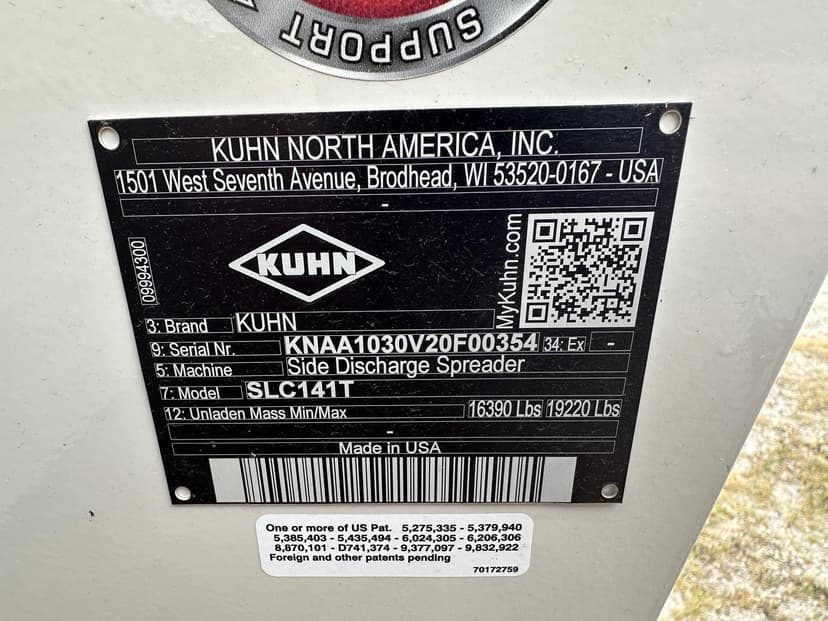 SUPPORT
KUHN NORTH AMERICA, INC.
1501 West Seventh Avenue, Brodhead, WI 53520-0167 - USA
-
09994300
KUHN
MyKuhn.com
3: Brand KUHN
9: Serial Nr. KNAA1030V20F00354 34: Ex -
5: Machine Side Discharge Spreader
7: Model SLC141T
12: Unladen Mass Min/Max 16390 Lbs 19220 Lbs
-
Made in USA
One or more of US Pat. 5,275,335 - 5,379,940
5,385,403 - 5,435,494 - 6,024,305 - 6,206,306
8,870,101 - D741,374 - 9,377,097 - 9,832,922
Foreign and other patents pending
70172759